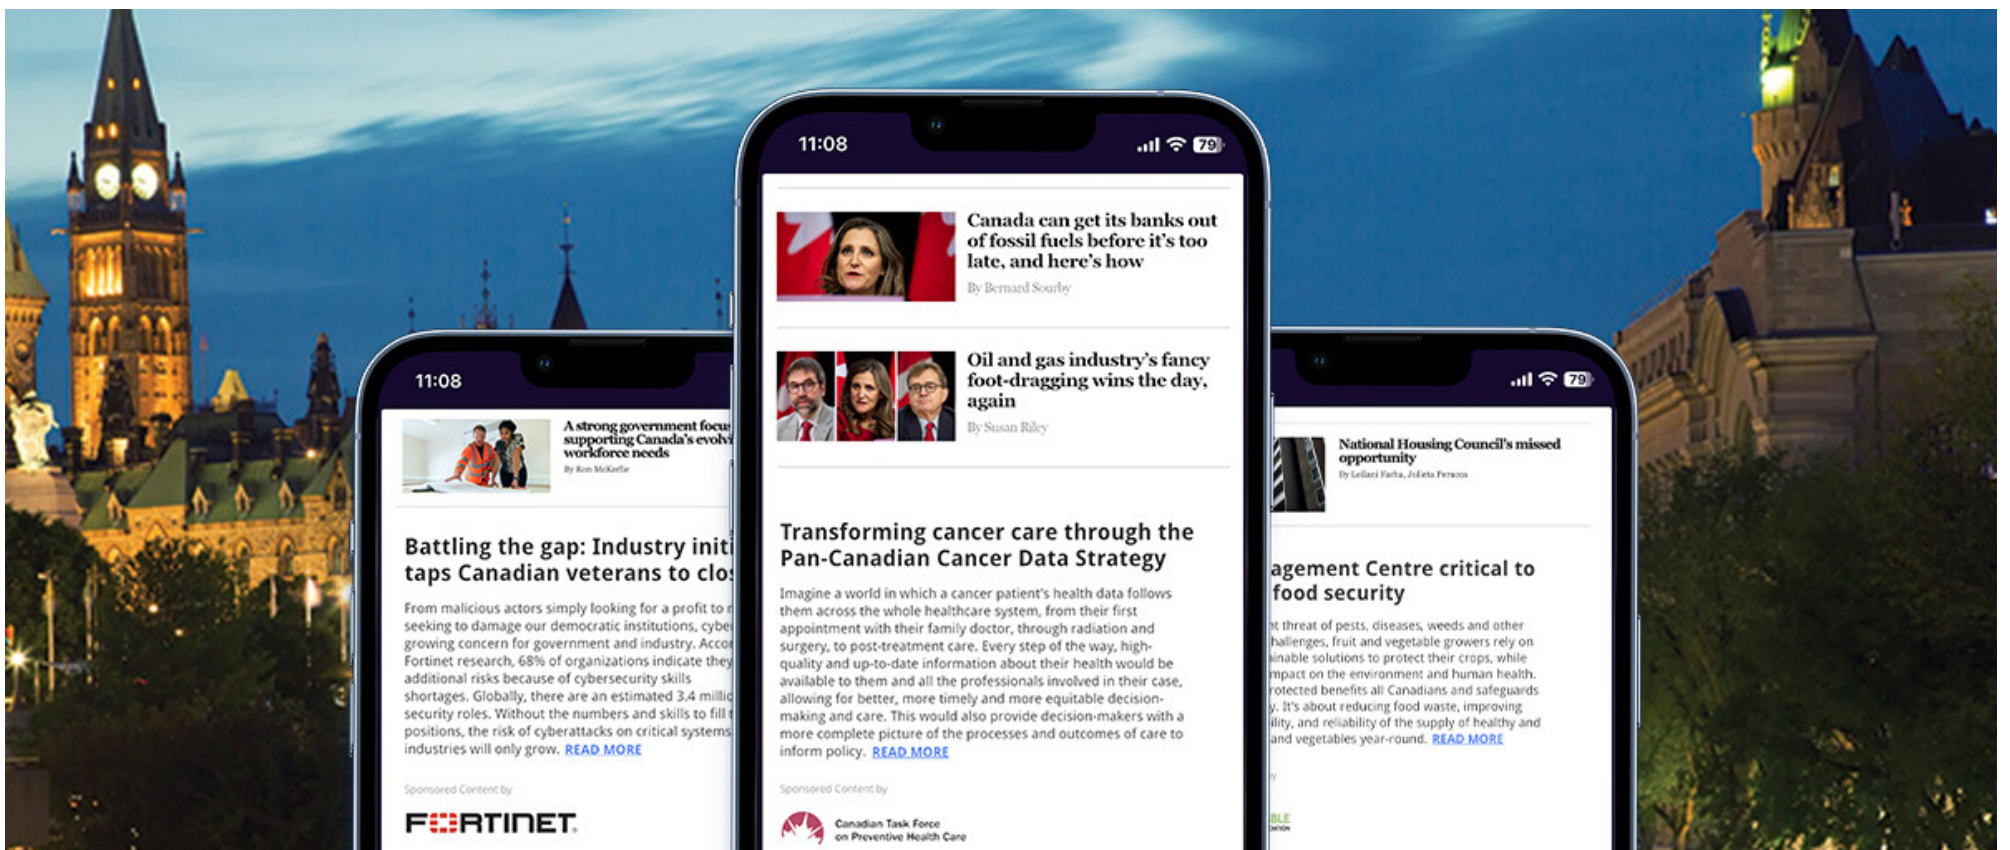 11:08
79
Canada can get its banks out
of fossil fuels before it's too
late, and here's how
By Bernard Sourby
Oil and gas industry's fancy
foot-dragging wins the day,
again
By Susan Riley
Transforming cancer care through the
Pan-Canadian Cancer Data Strategy
Imagine a world in which a cancer patient's health data follows
them across the whole healthcare system, from their first
appointment with their family doctor, through radiation and
surgery, to post-treatment care. Every step of the way, high-
quality and up-to-date information about their health would be
available to them and all the professionals involved in their case,
allowing for better, more timely and more equitable decision-
making and care. This would also provide decision-makers with a
more complete picture of the processes and outcomes of care to
inform policy. READ MORE
Sponsored Content by
Canadian Task Force
on Preventive Health Care
11:08
A strong government focus
supporting Canada's evolvi
workforce needs
By Ron McKerlie
Battling the gap: Industry initi
taps Canadian veterans to clos
From malicious actors simply looking for a profit to
seeking to damage our democratic institutions, cybe
growing concern for government and industry. Accor
Fortinet research, 68% of organizations indicate they
additional risks because of cybersecurity skills
shortages. Globally, there are an estimated 3.4 millio
security roles. Without the numbers and skills to fill
positions, the risk of cyberattacks on critical systems
industries will only grow. READ MORE
Sponsored Content by
FORTINET
79
National Housing Council's missed
opportunity
By Leilani Farha, Julieta Perucca
agement Centre critical to
food security
t threat of pests, diseases, weeds and other
hallenges, fruit and vegetable growers rely on
inable solutions to protect their crops, while
mpact on the environment and human health.
rotected benefits all Canadians and safeguards
y. It's about reducing food waste, improving
ility, and reliability of the supply of healthy and
and vegetables year-round. READ MORE
BLE